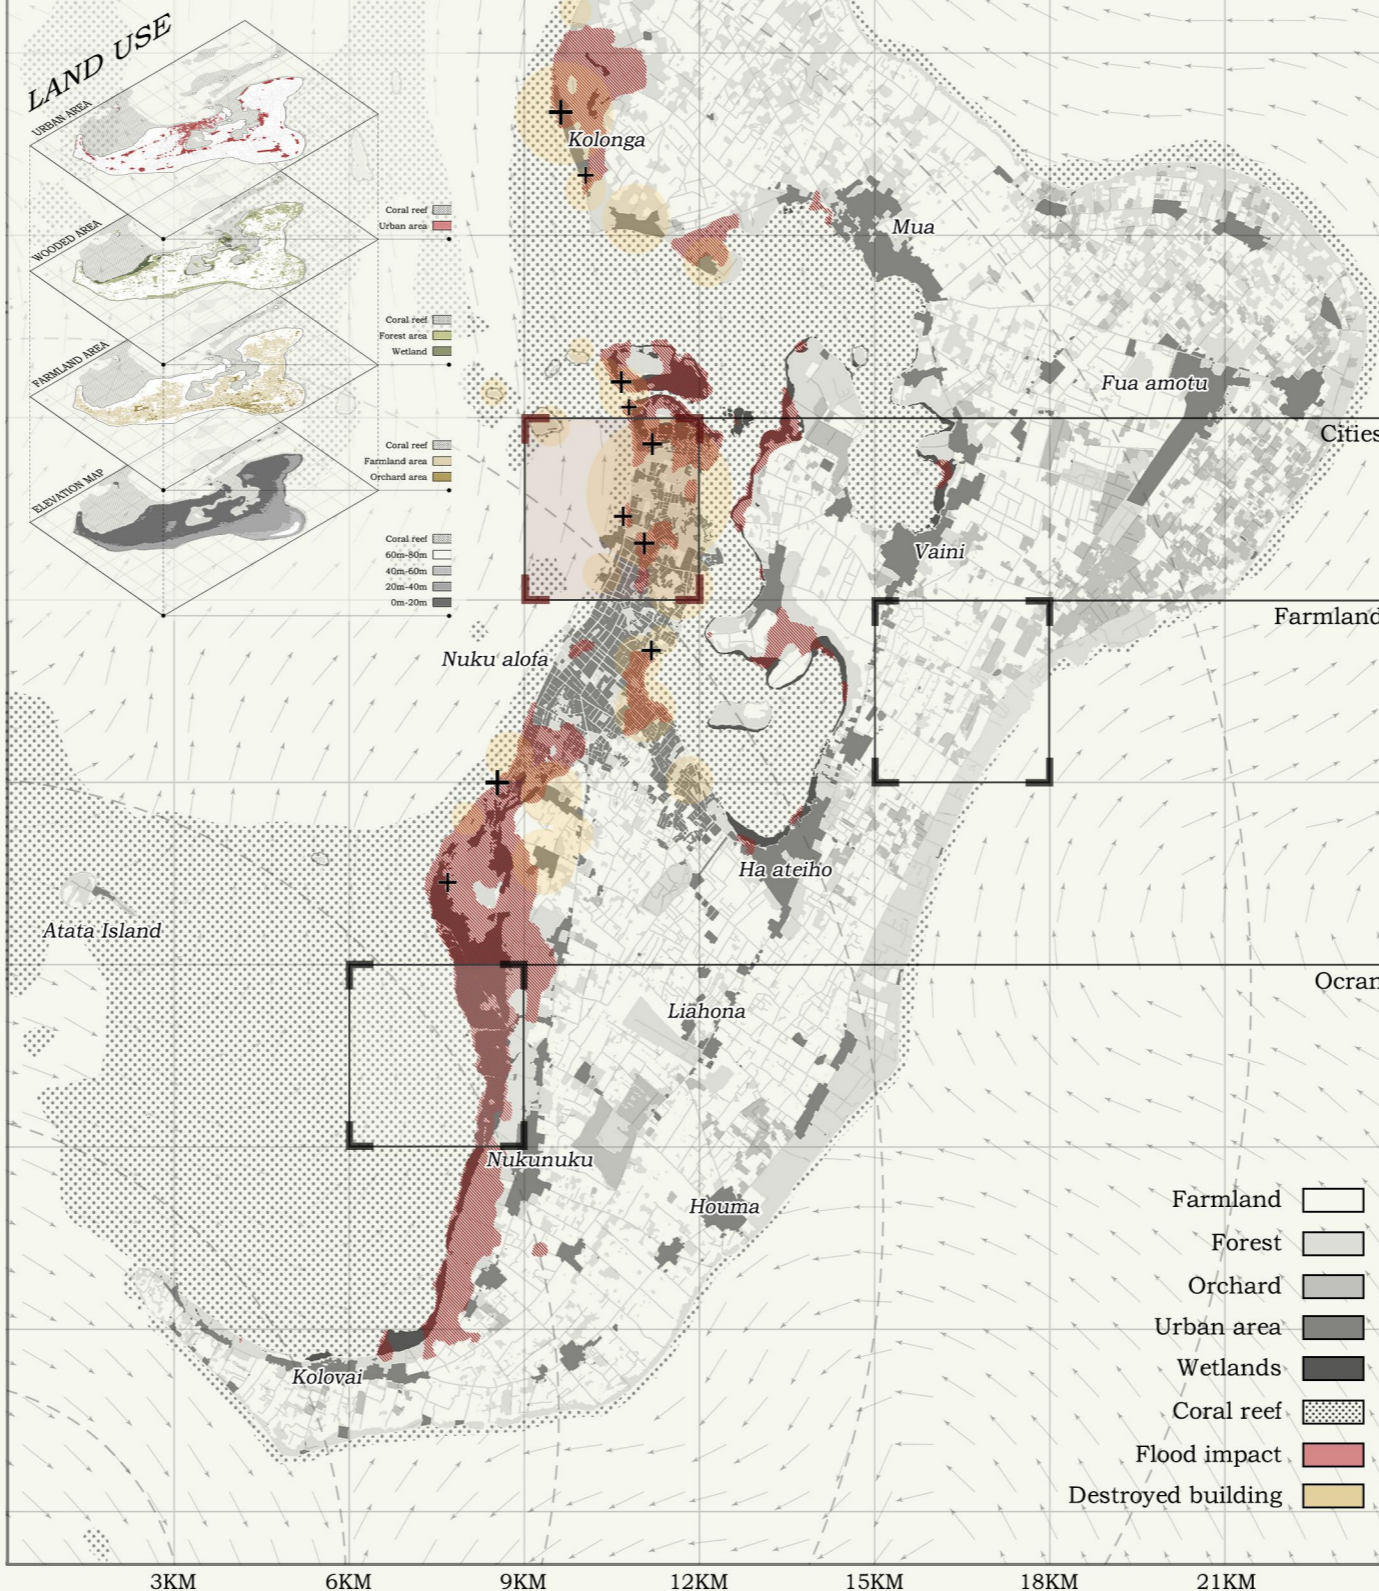 LAND USE
URBAN AREA
Coral reef
Urban area
WOODED AREA
Coral reef
Forest area
Wetland
FARMLAND AREA
Coral reef
Farmland area
Orchard area
ELEVATION MAP
Coral reef
60m-80m
40m-60m
20m-40m
0m-20m
Kolonga
Mua
Fua amotu
Cities
Vaini
Farmland
Nuku alofa
Ha ateiho
Atata Island
Ocran
Liahona
Nukunuku
Houma
Kolovai
Farmland
Forest
Orchard
Urban area
Wetlands
Coral reef
Flood impact
Destroyed building
3KM 6KM 9KM 12KM 15KM 18KM 21KM